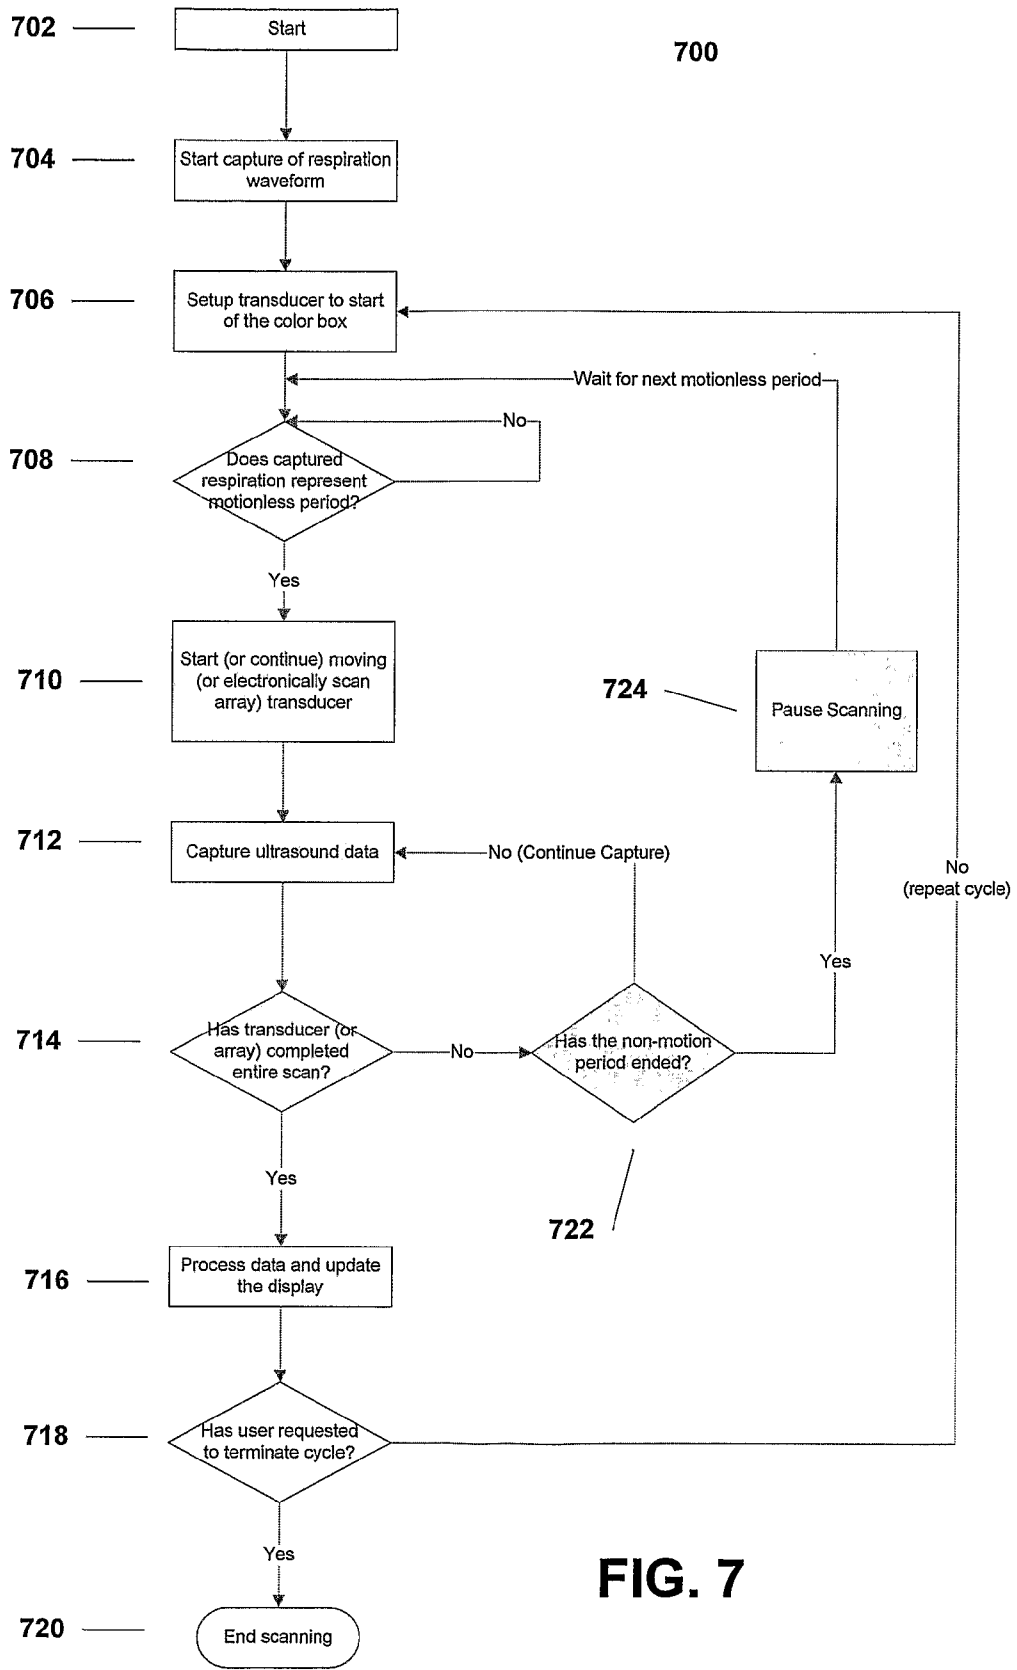 702
Start
700
704
Start capture of respiration
waveform
706
Setup transducer to start
of the color box
Wait for next motionless period
No
708
Does captured
respiration represent
motionless period?
Yes
710
Start (or continue) moving
(or electronically scan
array) transducer
724
Pause Scanning
712
Capture ultrasound data
No (Continue Capture)
No
(repeat cycle)
Yes
714
Has transducer (or
array) completed
entire scan?
No
Has the non-motion
period ended?
Yes
722
716
Process data and update
the display
718
Has user requested
to terminate cycle?
Yes
FIG. 7
720
End scanning